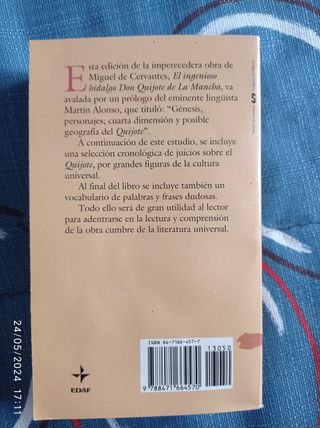 Esta edición de la imperecedera obra de
Miguel de Cervantes, El ingenioso
hidalgo Don Quijote de La Mancha, va
avalada por un prólogo del eminente lingüista
Martín Alonso, que tituló: “Génesis,
personajes; cuarta dimensión y posible
geografía del Quijote”.
A continuación de este estudio, se incluye
una selección cronológica de juicios sobre el
Quijote, por grandes figuras de la cultura
universal.
Al final del libro se incluye también un
vocabulario de palabras y frases dudosas.
Todo ello será de gran utilidad al lector
para adentrarse en la lectura y comprensión
de la obra cumbre de la literatura universal.
ISBN 84-7166-457-7
13050
9 788471 664570
EDAF
24/05/2024 17:11